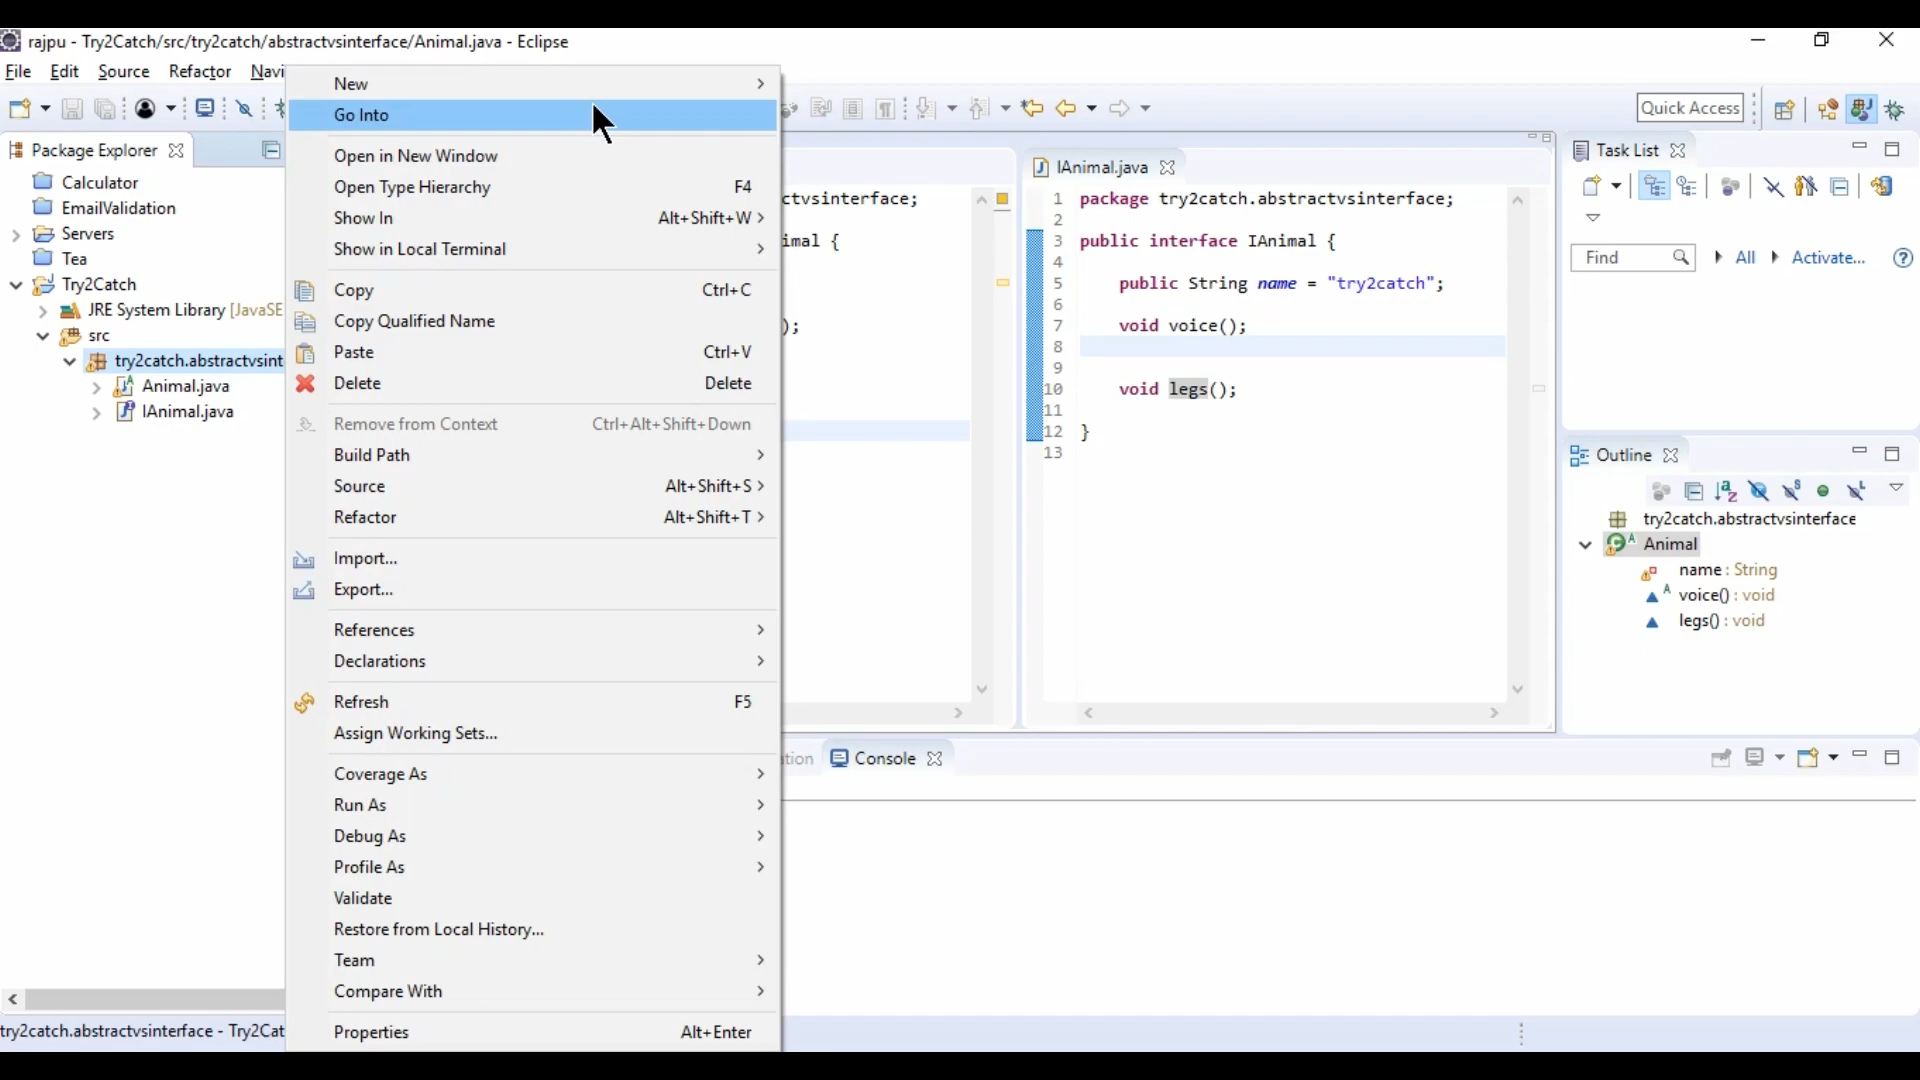 rajpu - Try2Catch/src/try2catch/abstractvsinterface/Animal.java - Eclipse
File Edit Source Refactor Navi
Quick Access
Package Explorer
Calculator
EmailValidation
Servers
Tea
Try2Catch
JRE System Library [JavaSE
src
try2catch.abstractvsint
Animal.java
IAnimal.java
New
Go Into
Open in New Window
Open Type Hierarchy F4
Show In Alt+Shift+W
Show in Local Terminal
Copy Ctrl+C
Copy Qualified Name
Paste Ctrl+V
Delete Delete
Remove from Context Ctrl+Alt+Shift+Down
Build Path
Source Alt+Shift+S
Refactor Alt+Shift+T
Import...
Export...
References
Declarations
Refresh F5
Assign Working Sets...
Coverage As
Run As
Debug As
Profile As
Validate
Restore from Local History...
Team
Compare With
Properties Alt+Enter
ctvsinterface;
imal {
);
IAnimal.java
1 package try2catch.abstractvsinterface;
2
3 public interface IAnimal {
4
5 public String name = "try2catch";
6
7 void voice();
8
9
10 void legs();
11
12 }
13
Task List
Find All Activate...
Outline
try2catch.abstractvsinterface
Animal
name : String
voice() : void
legs() : void
tion Console
try2catch.abstractvsinterface - Try2Cat